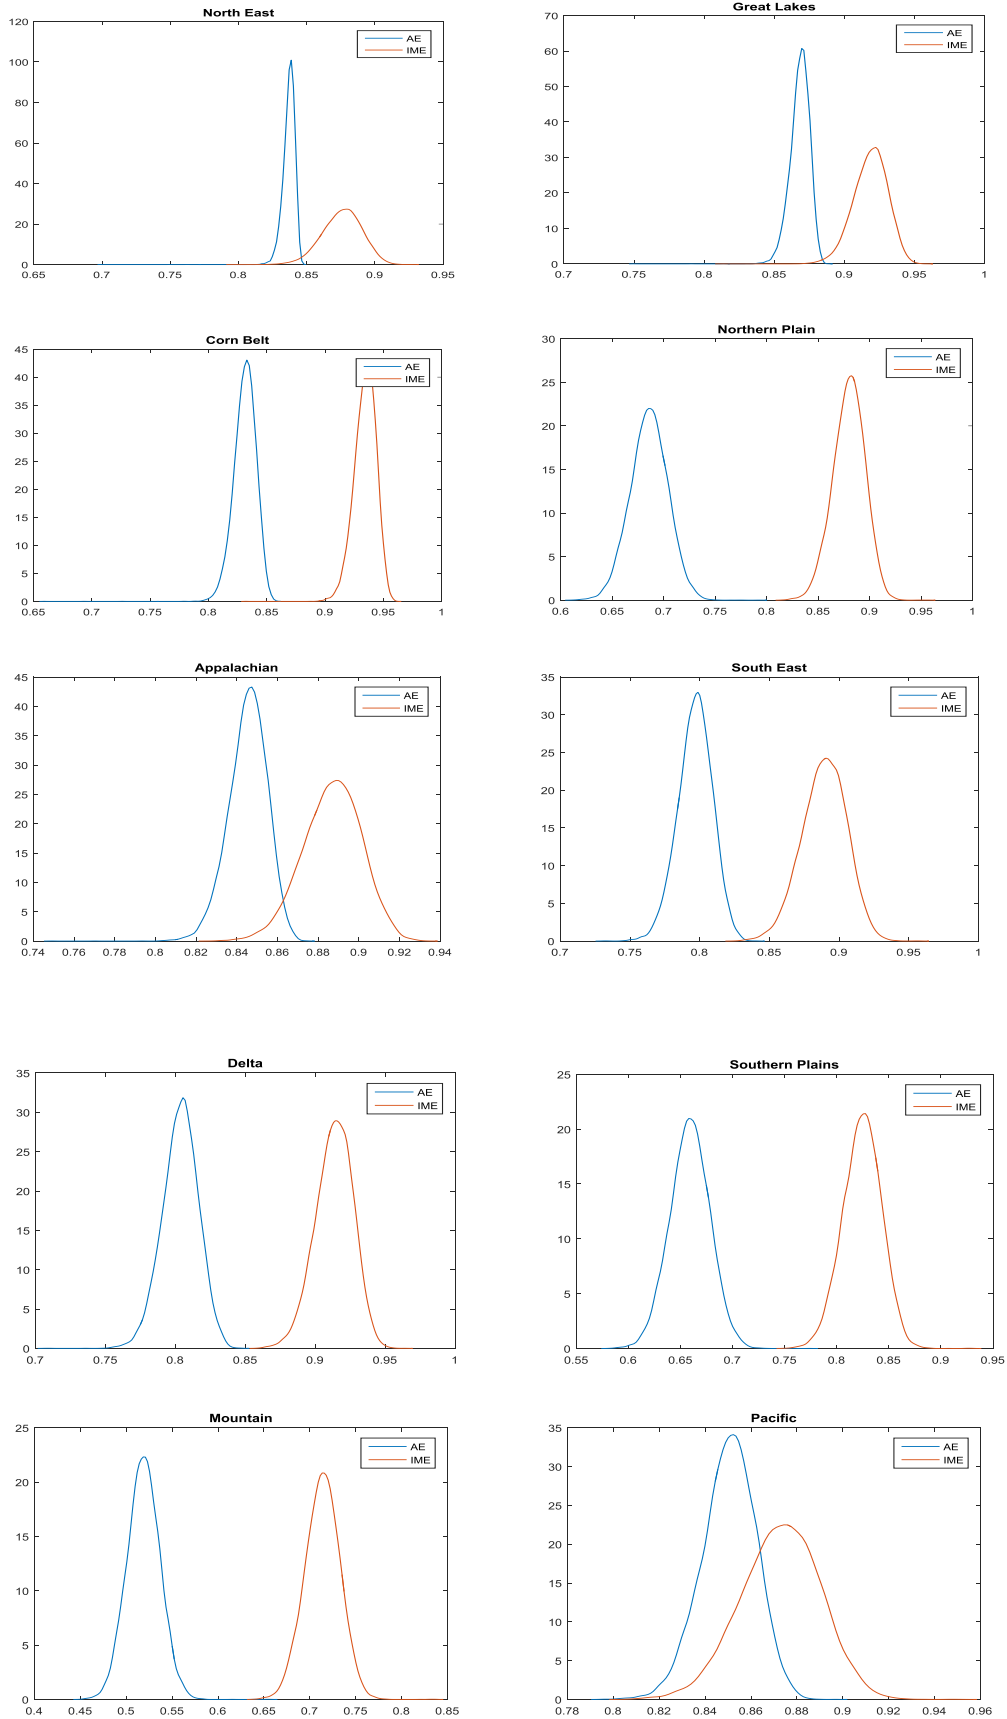 North East
120
100
80
60
40
20
0
0.65 0.7 0.75 0.8 0.85 0.9 0.95
AE
IME
Great Lakes
70
60
50
40
30
20
10
0
0.7 0.75 0.8 0.85 0.9 0.95 1
AE
IME
Corn Belt
45
40
35
30
25
20
15
10
5
0
0.65 0.7 0.75 0.8 0.85 0.9 0.95 1
AE
IME
Northern Plain
30
25
20
15
10
5
0
0.6 0.65 0.7 0.75 0.8 0.85 0.9 0.95 1
AE
IME
Appalachian
45
40
35
30
25
20
15
10
5
0
0.74 0.76 0.78 0.8 0.82 0.84 0.86 0.88 0.9 0.92 0.94
AE
IME
South East
35
30
25
20
15
10
5
0
0.7 0.75 0.8 0.85 0.9 0.95 1
AE
IME
Delta
35
30
25
20
15
10
5
0
0.7 0.75 0.8 0.85 0.9 0.95 1
AE
IME
Southern Plains
25
20
15
10
5
0
0.55 0.6 0.65 0.7 0.75 0.8 0.85 0.9 0.95
AE
IME
Mountain
25
20
15
10
5
0
0.4 0.45 0.5 0.55 0.6 0.65 0.7 0.75 0.8 0.85
AE
IME
Pacific
35
30
25
20
15
10
5
0
0.78 0.8 0.82 0.84 0.86 0.88 0.9 0.92 0.94 0.96
AE
IME